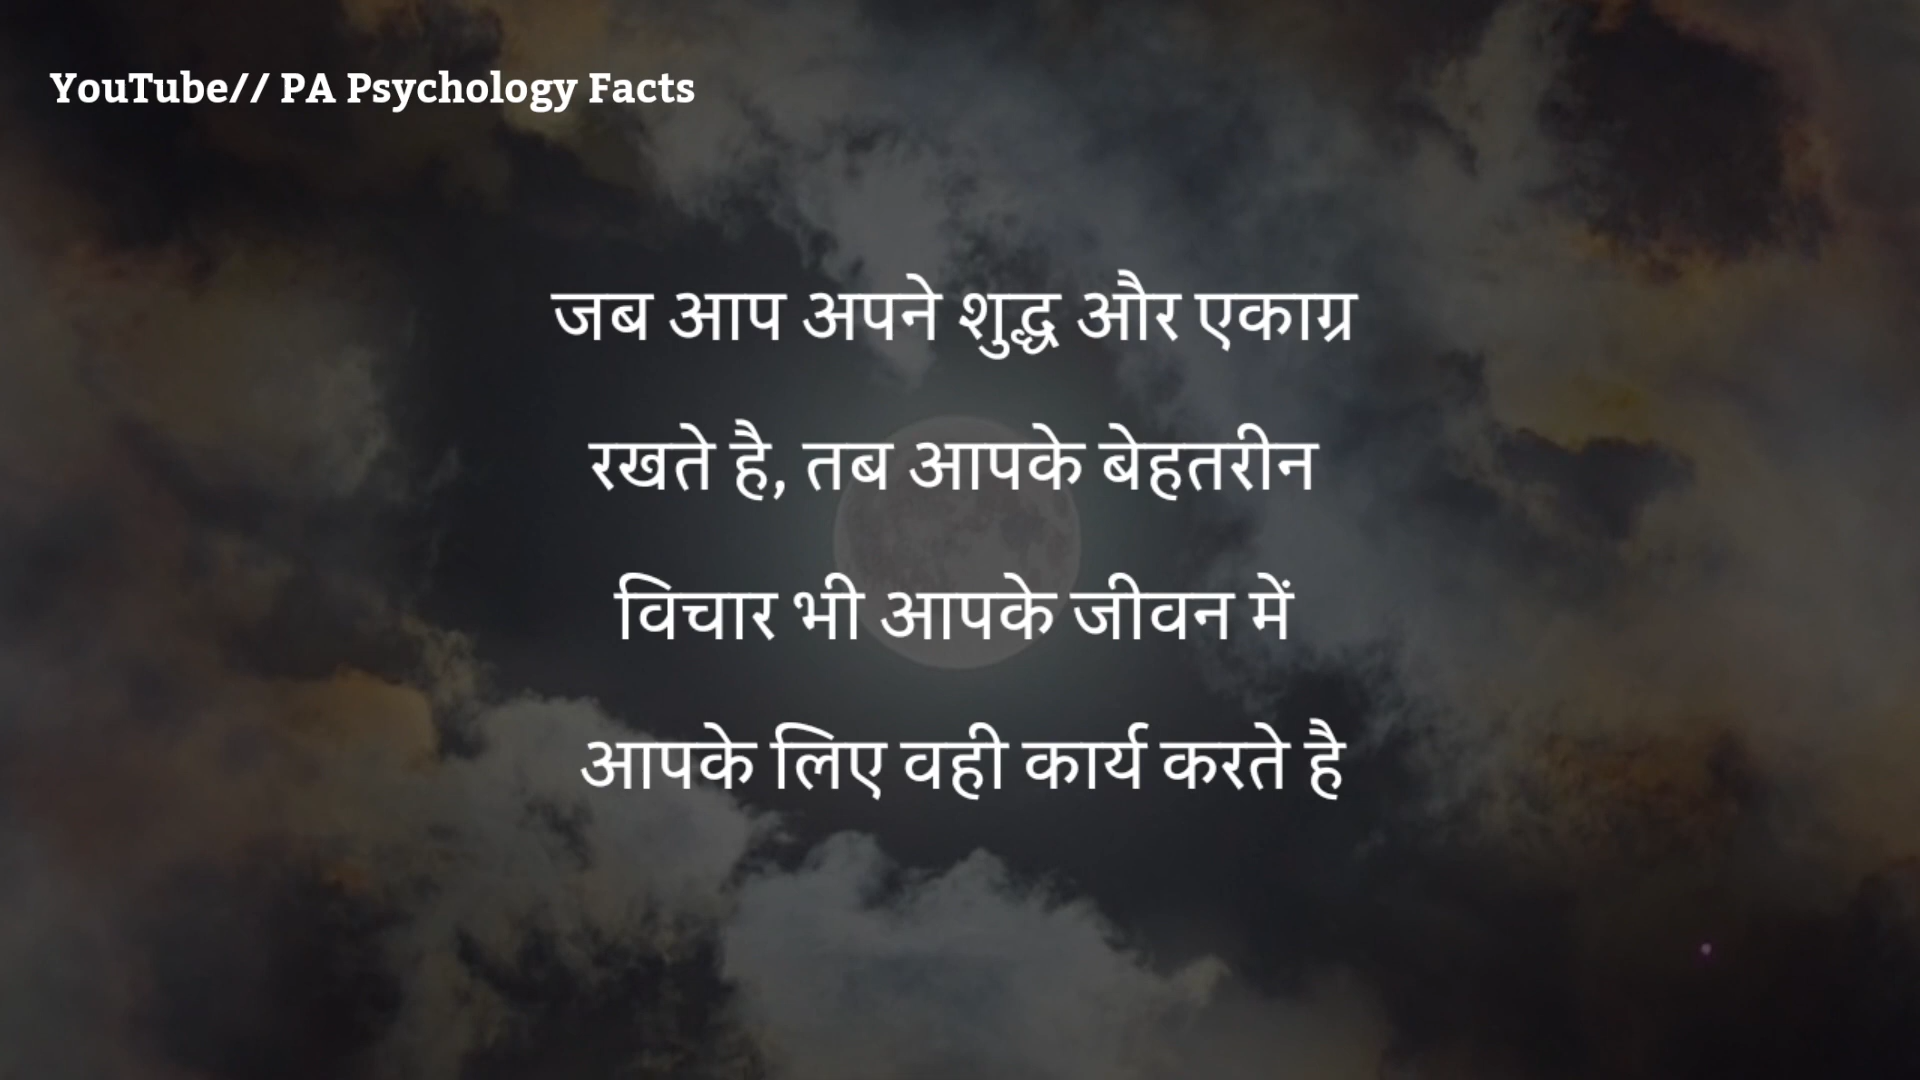 YouTube// PA Psychology Facts
जब आप अपने शुद्ध और एकाग्र
रखते है, तब आपके बेहतरीन
विचार भी आपके जीवन में
आपके लिए वही कार्य करते है